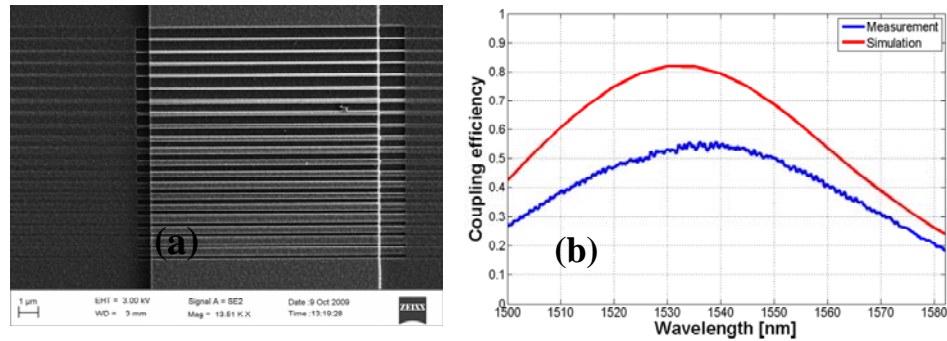 (a)
1 µm
EHT = 3.00 kV
WD = 3 mm
Signal A = SE2
Mag = 13.51 K X
Date :9 Oct 2009
Time :13:19:28
ZEISS
1
0.9
0.8
0.7
0.6
0.5
0.4
0.3
0.2
0.1
0
Coupling efficiency
Measurement
Simulation
(b)
1500 1510 1520 1530 1540 1550 1560 1570 1580
Wavelength [nm]